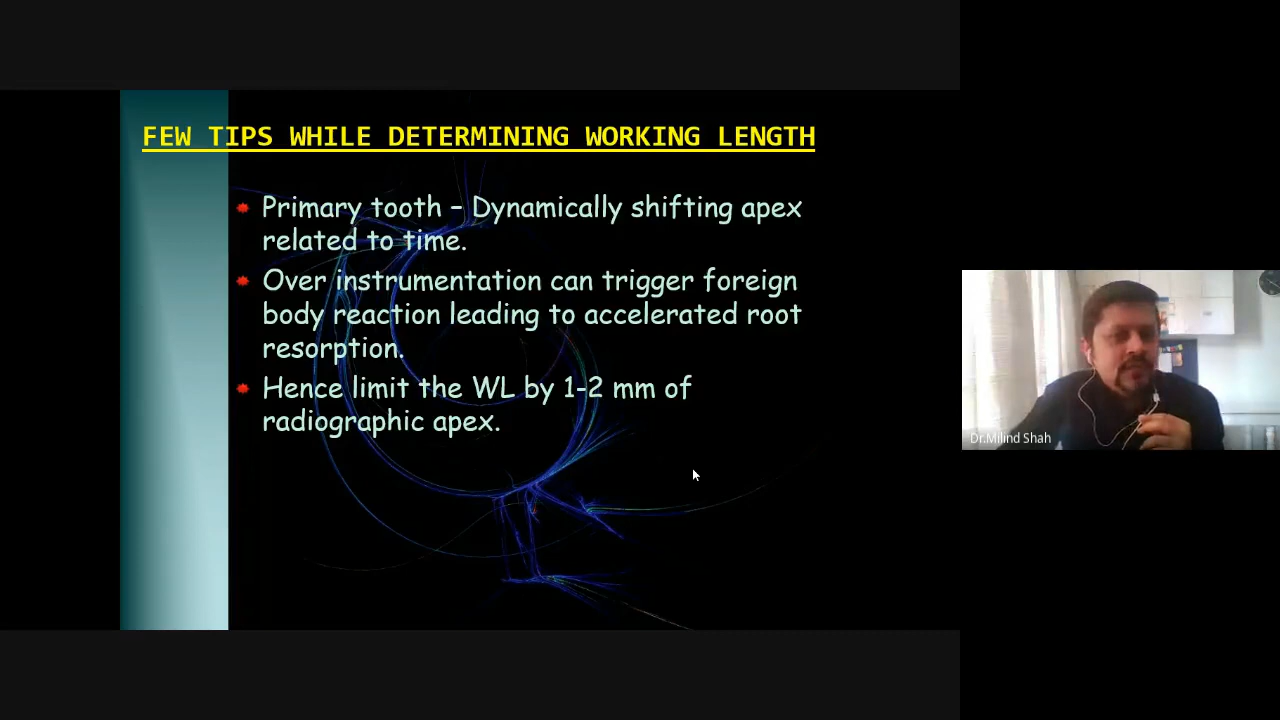 FEW TIPS WHILE DETERMINING WORKING LENGTH
Primary tooth – Dynamically shifting apex
related to time.
Over instrumentation can trigger foreign
body reaction leading to accelerated root
resorption.
Hence limit the WL by 1-2 mm of
radiographic apex.
Dr.Milind Shah